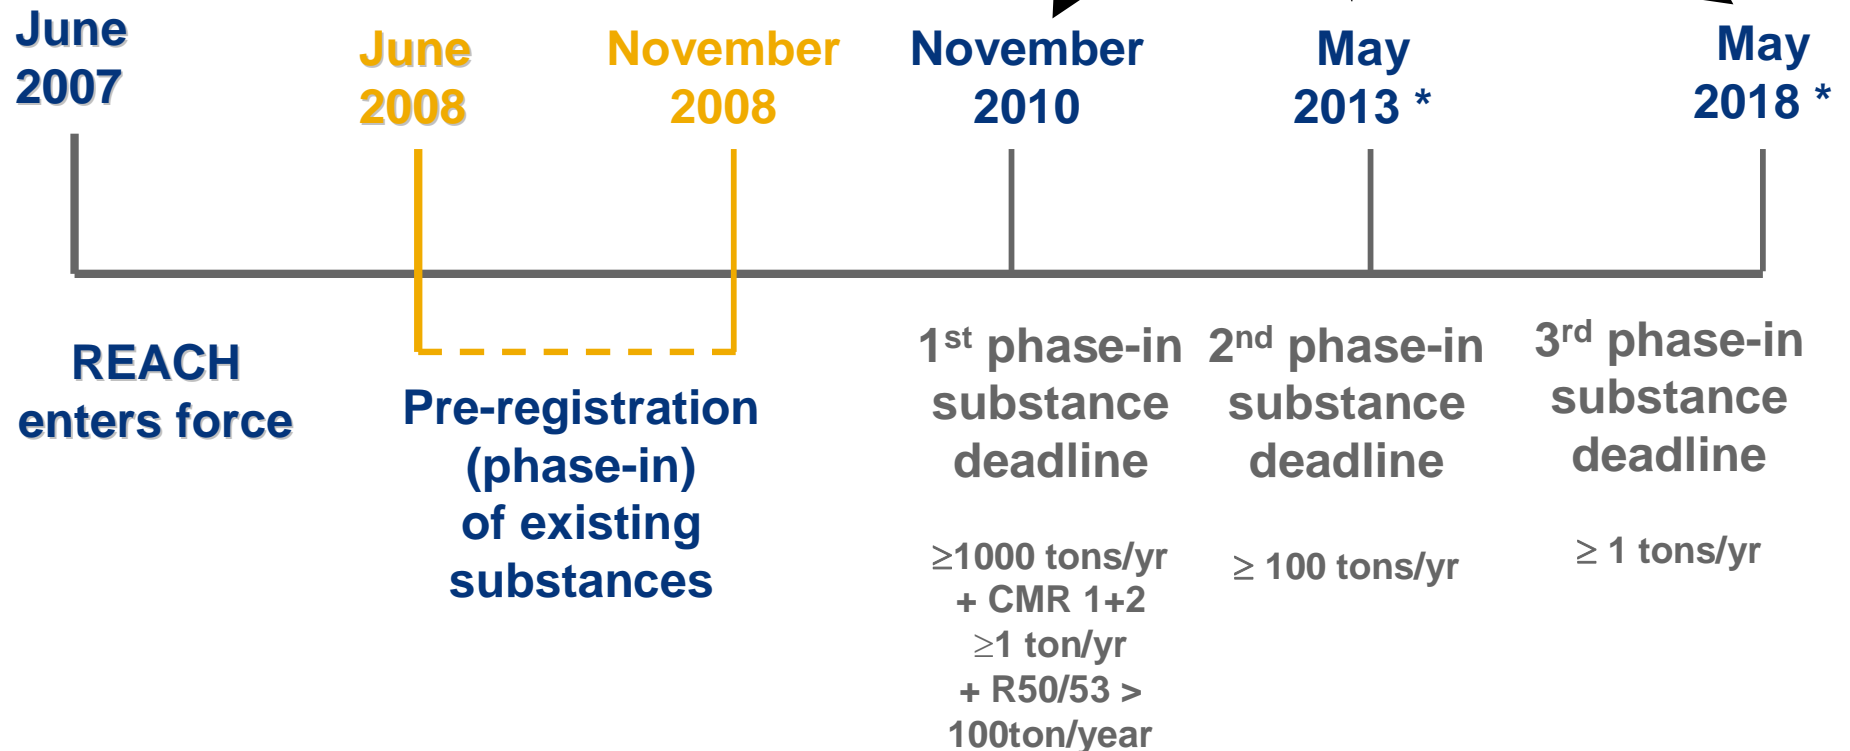 June
2007
June
2008
November
2008
November
2010
May
2013 *
May
2018 *
REACH
enters force
Pre-registration
(phase-in)
of existing
substances
1st phase-in
substance
deadline
≥1000 tons/yr
+ CMR 1+2
≥1 ton/yr
+ R50/53 >
100ton/year
2nd phase-in
substance
deadline
≥ 100 tons/yr
3rd phase-in
substance
deadline
≥ 1 tons/yr